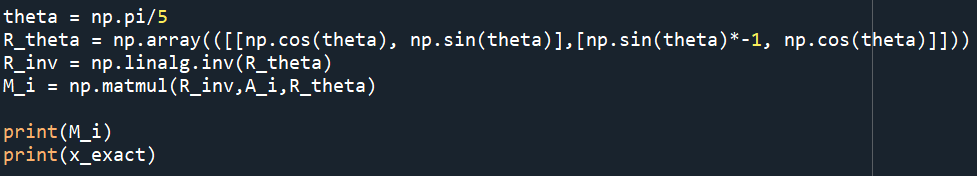 theta = np.pi/5
R_theta = np.array(([[np.cos(theta), np.sin(theta)],[np.sin(theta)*-1, np.cos(theta)]]))
R_inv = np.linalg.inv(R_theta)
M_i = np.matmul(R_inv,A_i,R_theta)
print(M_i)
print(x_exact)